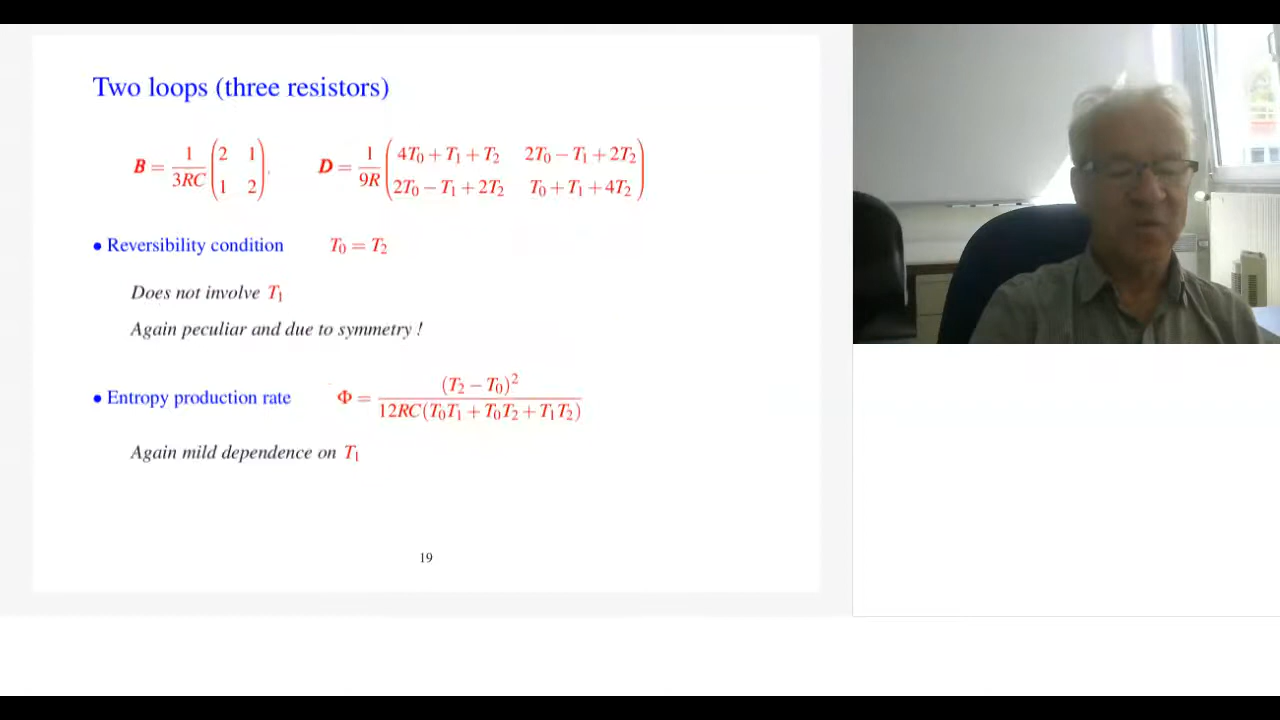 Two loops (three resistors)
B = 1/3RC (2 1; 1 2), D = 1/9R (4T₀ + T₁ + T₂ 2T₀ − T₁ + 2T₂; 2T₀ − T₁ + 2T₂ T₀ + T₁ + 4T₂)
• Reversibility condition T₀ = T₂
Does not involve T₁
Again peculiar and due to symmetry !
• Entropy production rate Φ = (T₂ − T₀)² / 12RC(T₀T₁ + T₀T₂ + T₁T₂)
Again mild dependence on T₁
19